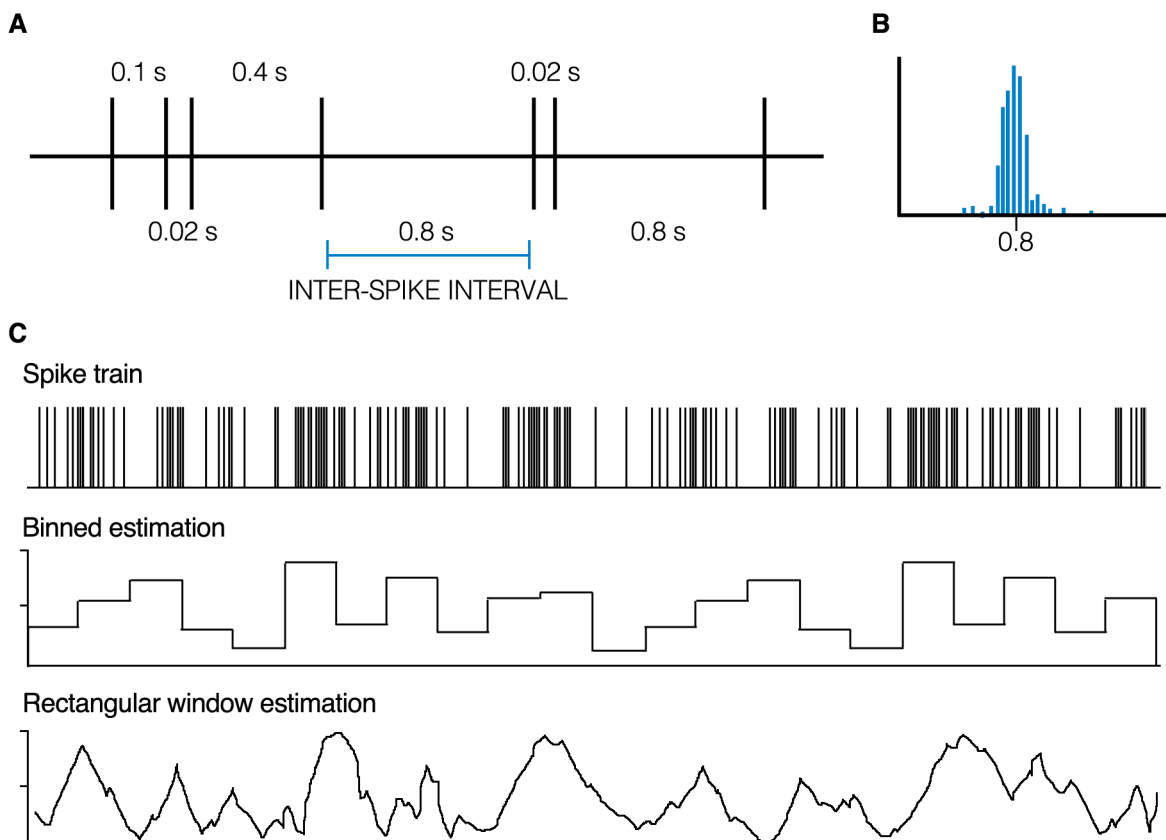 A
B
0.1 s
0.4 s
0.02 s
0.02 s
0.8 s
0.8 s
INTER-SPIKE INTERVAL
0.8
C
Spike train
Binned estimation
Rectangular window estimation